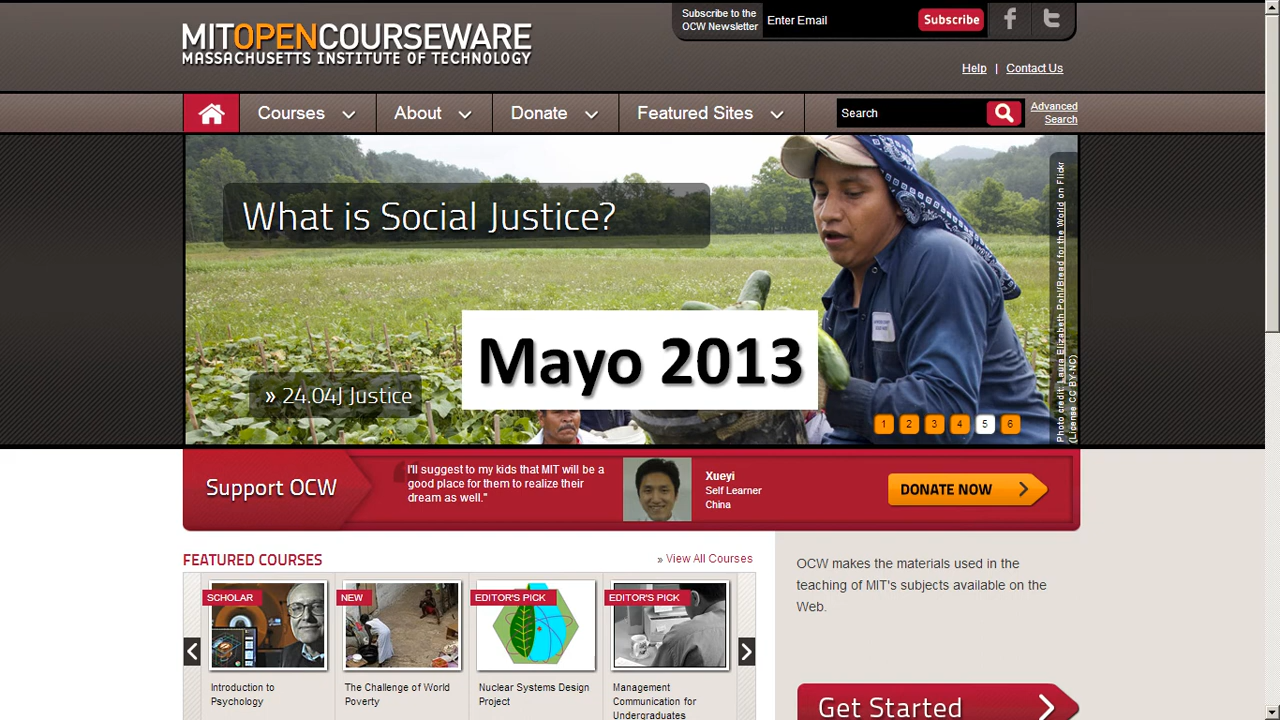 MITOPENCOURSEWARE
MASSACHUSETTS INSTITUTE OF TECHNOLOGY
Subscribe to the
OCW Newsletter
Enter Email
Subscribe
Help | Contact Us
Courses
About
Donate
Featured Sites
Search
Advanced
Search
What is Social Justice?
Mayo 2013
» 24.04J Justice
1 2 3 4 5 6
Photo credit: Laura Elizabeth Pohl/Bread for the World on Flickr
(License CC BY-NC)
Support OCW
I'll suggest to my kids that MIT will be a
good place for them to realize their
dream as well."
Xueyi
Self Learner
China
DONATE NOW
FEATURED COURSES
» View All Courses
SCHOLAR
Introduction to
Psychology
NEW
The Challenge of World
Poverty
EDITOR'S PICK
Nuclear Systems Design
Project
EDITOR'S PICK
Management
Communication for
Undergraduates
OCW makes the materials used in the
teaching of MIT's subjects available on the
Web.
Get Started